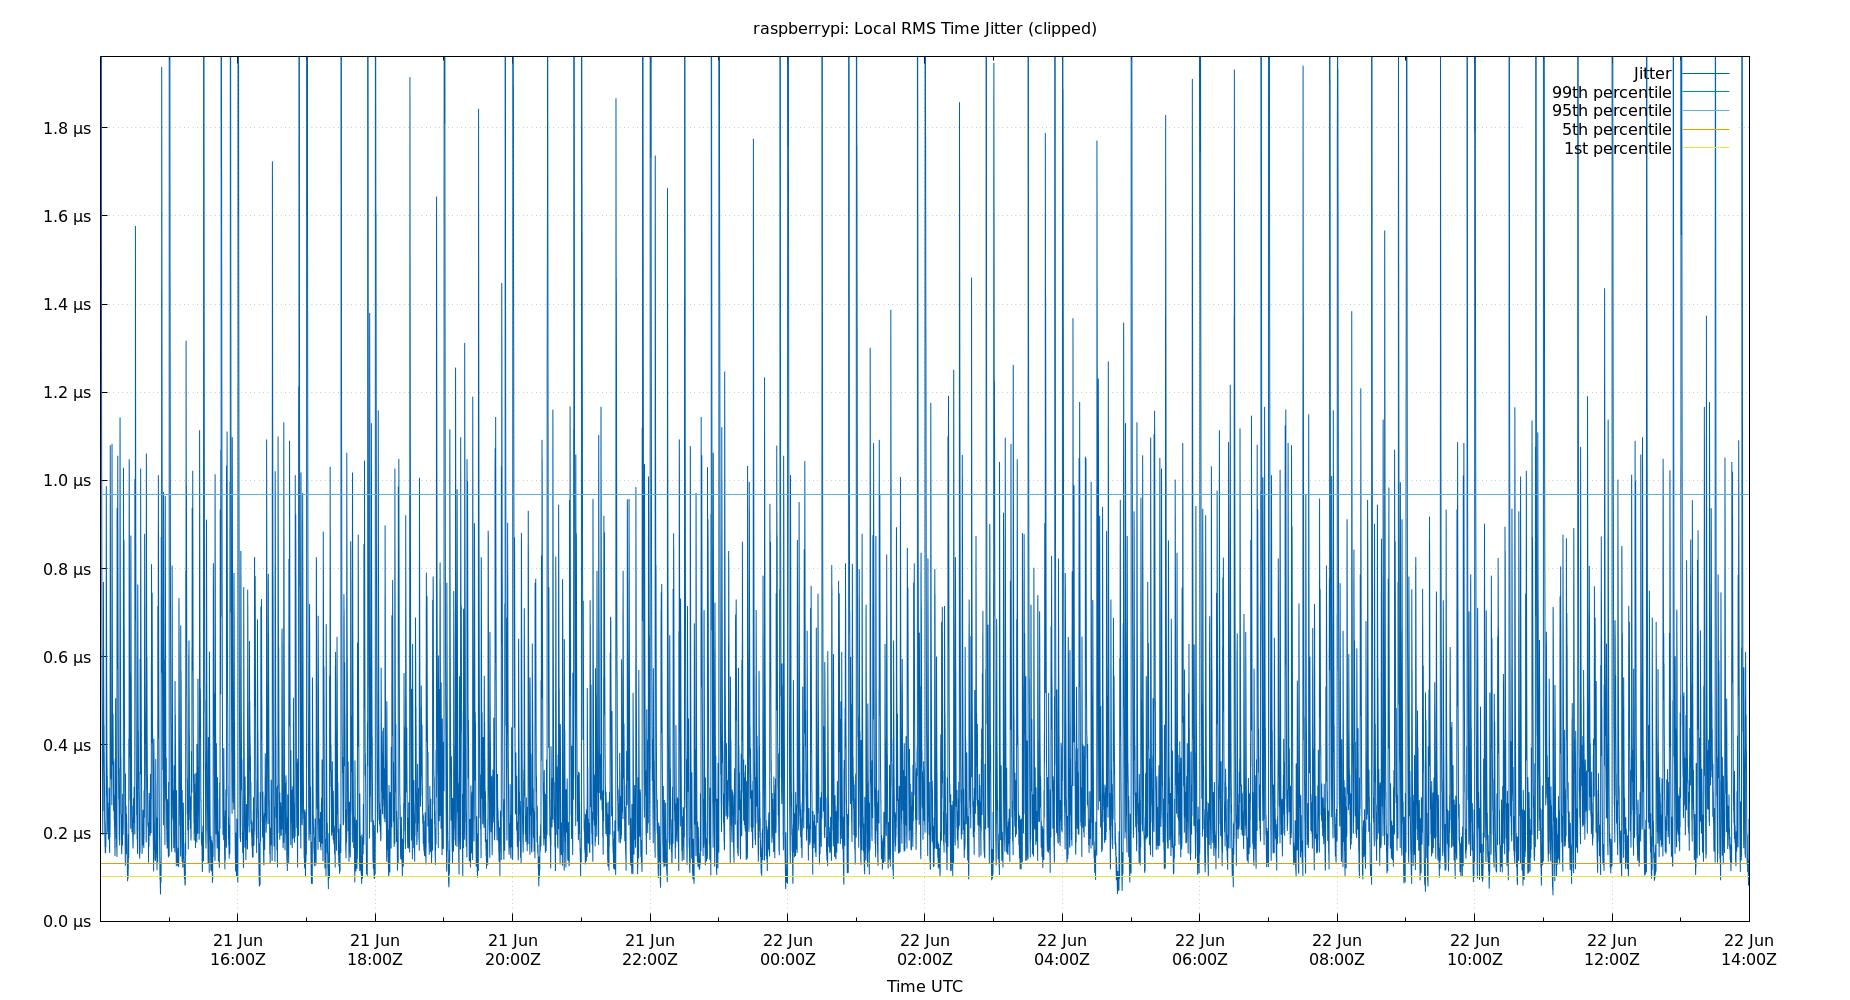 raspberrypi: Local RMS Time Jitter (clipped)
Jitter
99th percentile
95th percentile
5th percentile
1st percentile
1.8 µs
1.6 µs
1.4 µs
1.2 µs
1.0 µs
0.8 µs
0.6 µs
0.4 µs
0.2 µs
0.0 µs
21 Jun 21 Jun 21 Jun 21 Jun 22 Jun 22 Jun 22 Jun 22 Jun 22 Jun 22 Jun 22 Jun 22 Jun
16:00Z 18:00Z 20:00Z 22:00Z 00:00Z 02:00Z 04:00Z 06:00Z 08:00Z 10:00Z 12:00Z 14:00Z
Time UTC